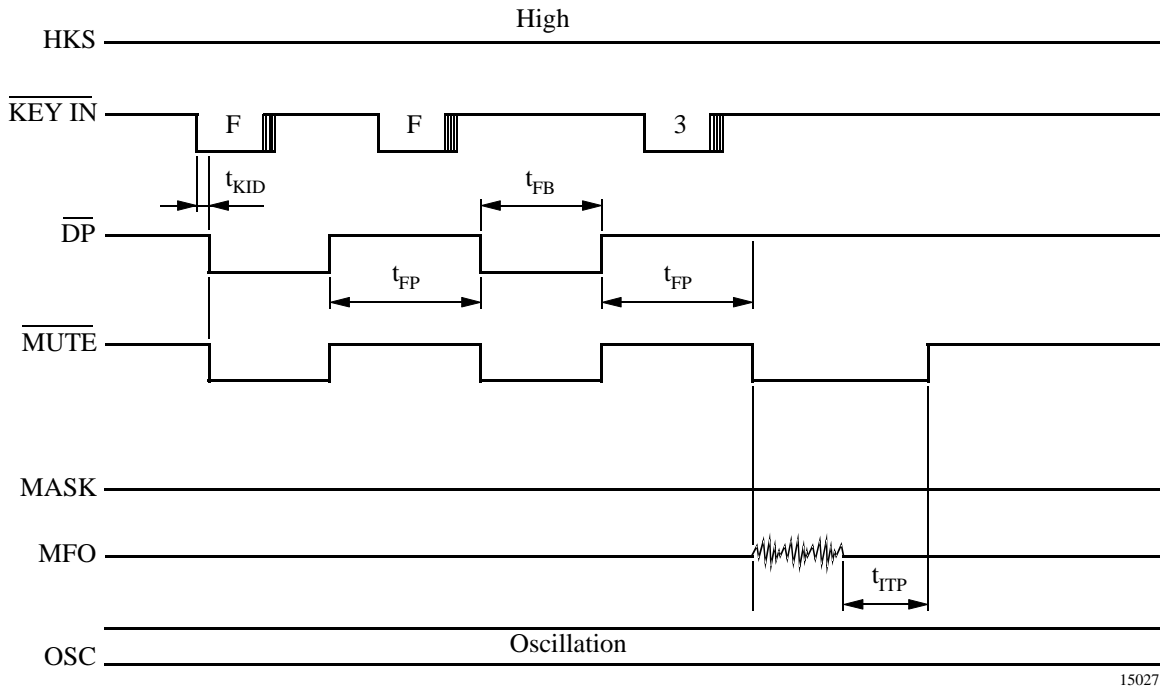 High
HKS
KEY IN
F
F
3
tKID
tFB
DP
tFP
tFP
MUTE
MASK
MFO
tITP
Oscillation
OSC
15027